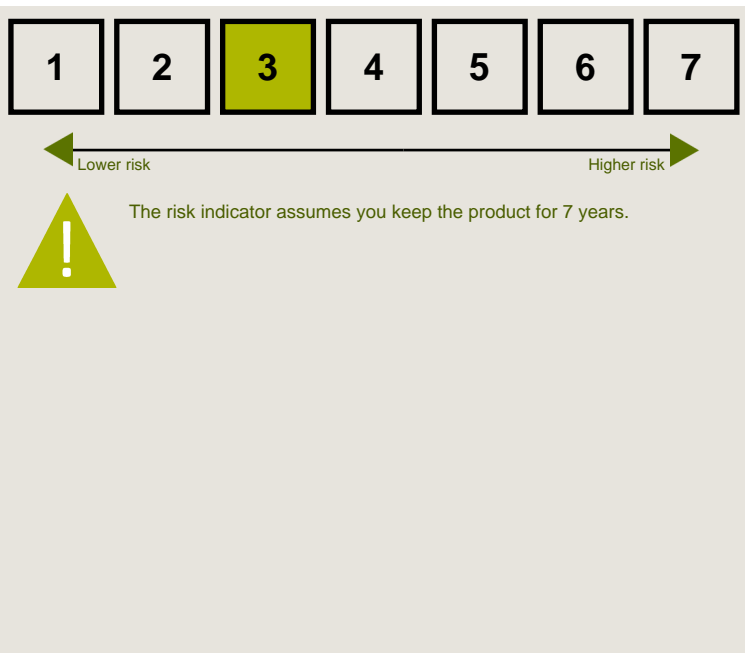 1 2 3 4 5 6 7
Lower risk Higher risk
The risk indicator assumes you keep the product for 7 years.
!